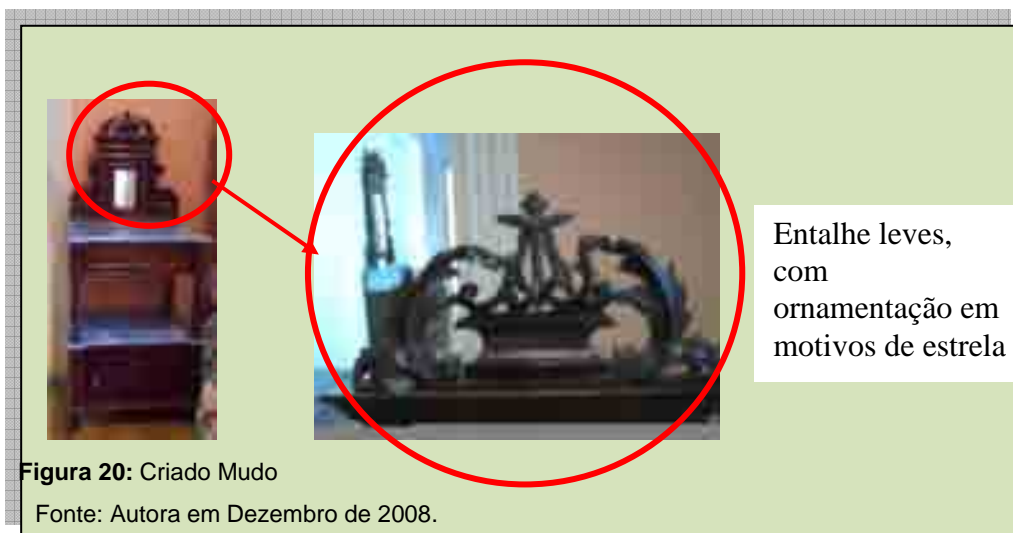 Entalhe leves,
com
ornamentação em
motivos de estrela
Figura 20: Criado Mudo
Fonte: Autora em Dezembro de 2008.